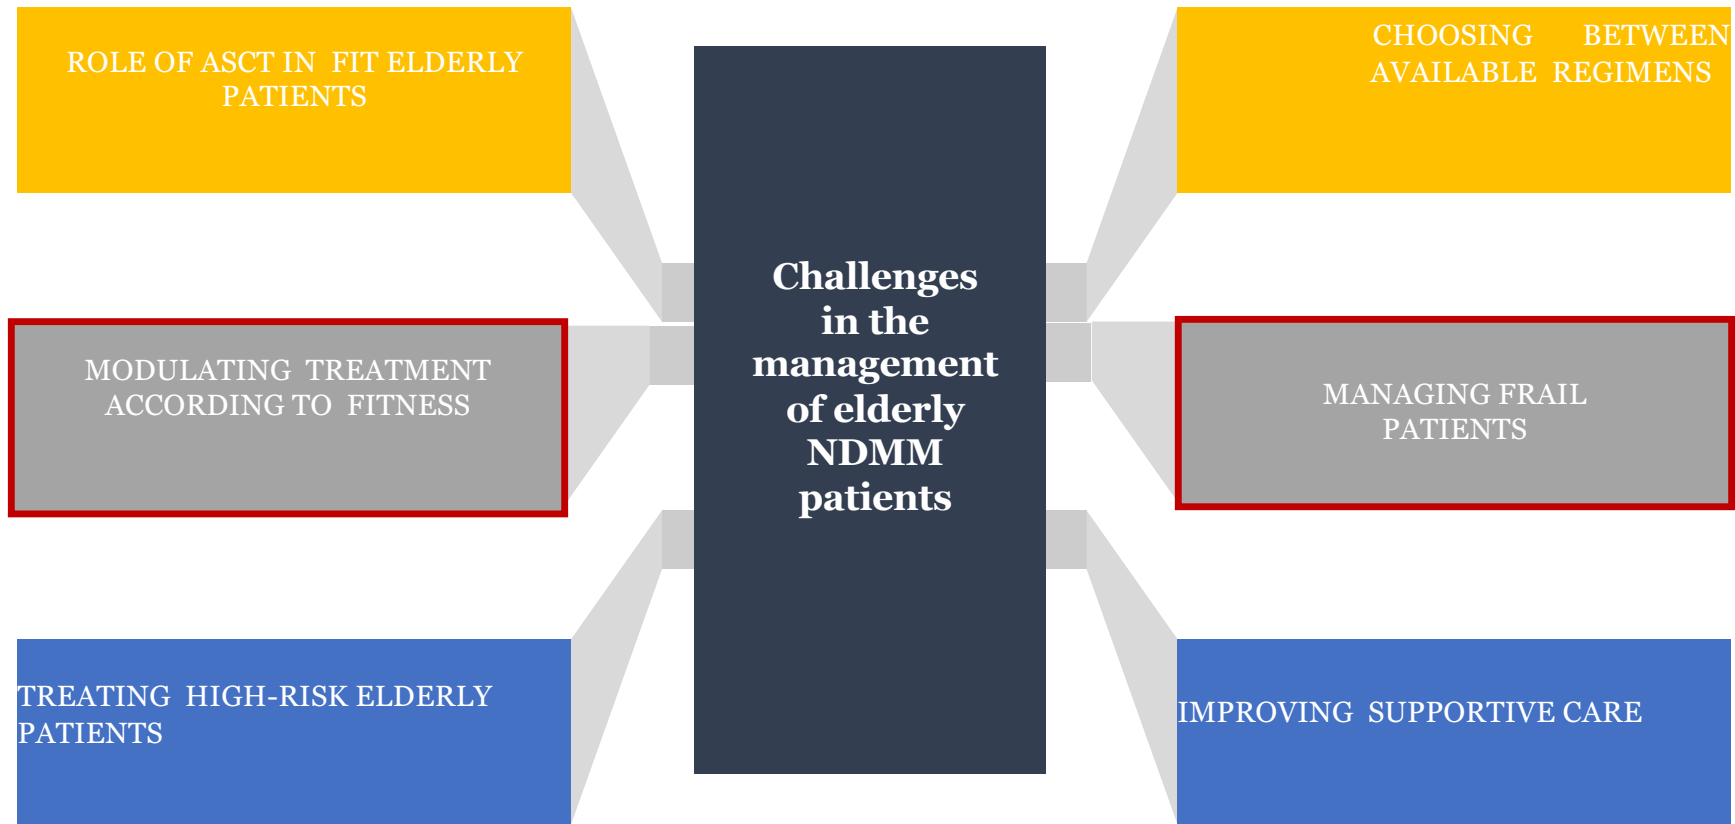 ROLE OF ASCT IN FIT ELDERLY
PATIENTS
CHOOSING BETWEEN
AVAILABLE REGIMENS
Challenges
in the
management
of elderly
NDMM
patients
MODULATING TREATMENT
ACCORDING TO FITNESS
MANAGING FRAIL
PATIENTS
TREATING HIGH-RISK ELDERLY
PATIENTS
IMPROVING SUPPORTIVE CARE